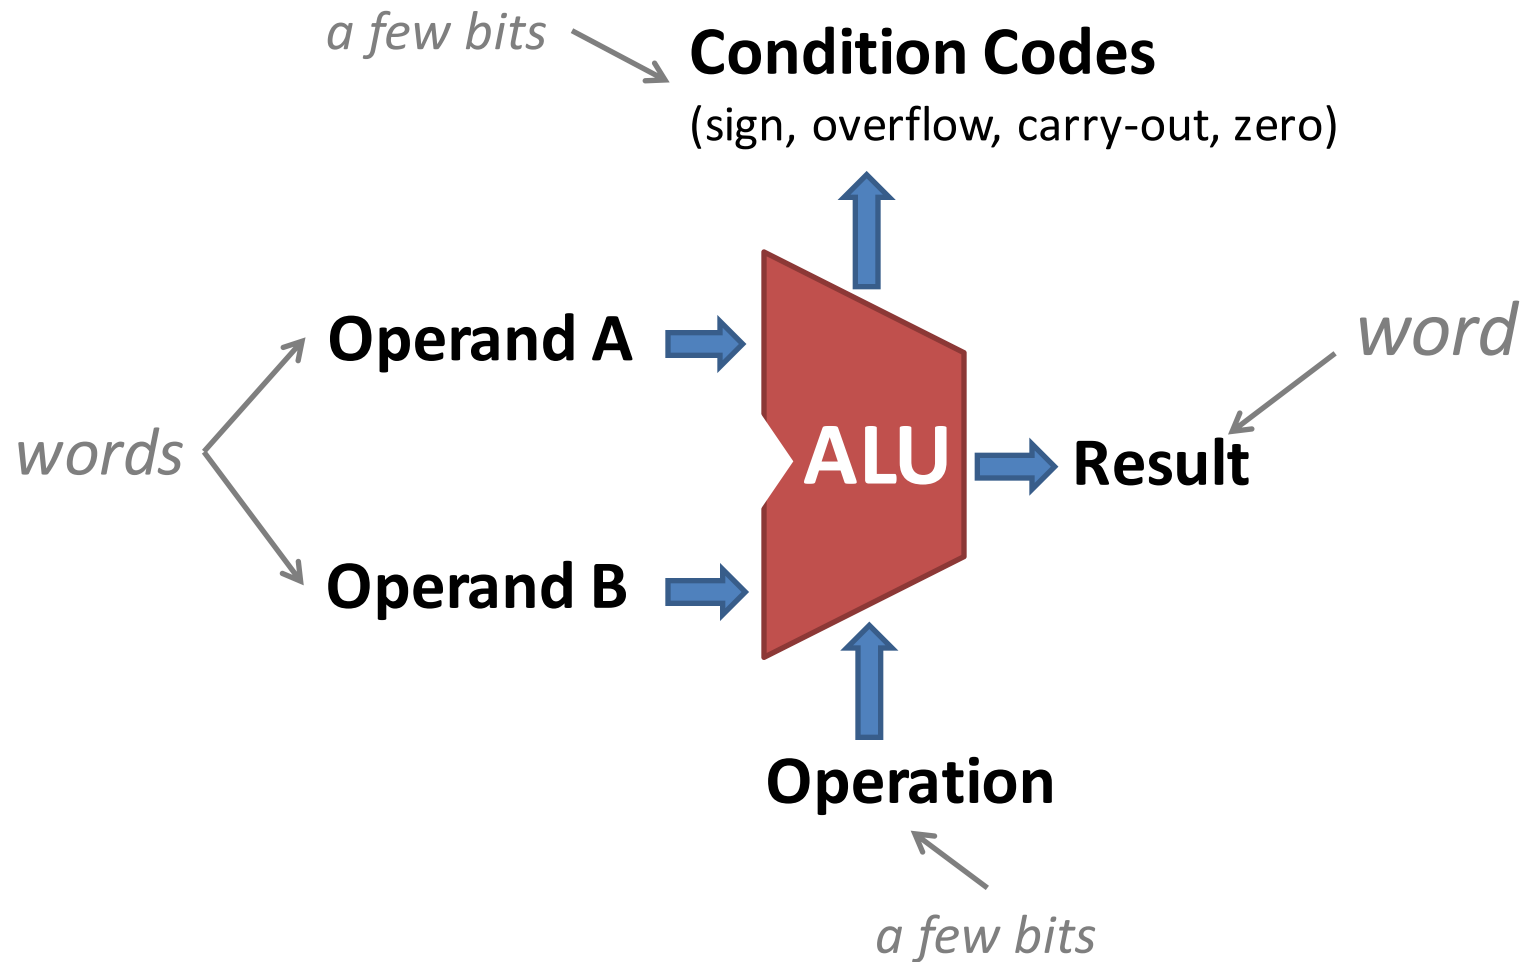 a few bits
Condition Codes
(sign, overflow, carry-out, zero)
Operand A
word
words
ALU
Result
Operand B
Operation
a few bits